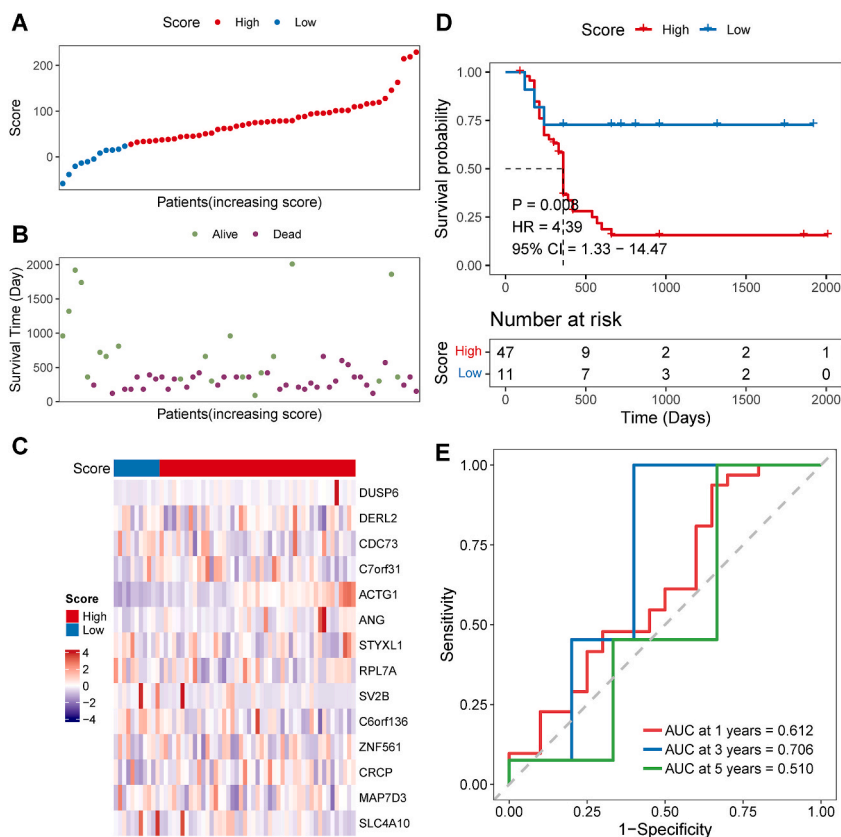 A
Score High Low
Score
200
100
0
Patients(increasing score)
B
Alive Dead
Survival Time (Day)
2000
1500
1000
500
0
Patients(increasing score)
C
Score
DUSP6
DERL2
CDC73
C7orf31
ACTG1
ANG
STYXL1
RPL7A
SV2B
C6orf136
ZNF561
CRCP
MAP7D3
SLC4A10
Score
High
Low
4
2
0
−2
−4
D
Score High Low
Survival probability
1.00
0.75
0.50
0.25
0.00
P = 0.008
HR = 4.39
95% CI = 1.33 − 14.47
0 500 1000 1500 2000
Number at risk
Score
High 47 9 2 2 1
Low 11 7 3 2 0
0 500 1000 1500 2000
Time (Days)
E
Sensitivity
1.00
0.75
0.50
0.25
0.00
AUC at 1 years = 0.612
AUC at 3 years = 0.706
AUC at 5 years = 0.510
0.00 0.25 0.50 0.75 1.00
1−Specificity